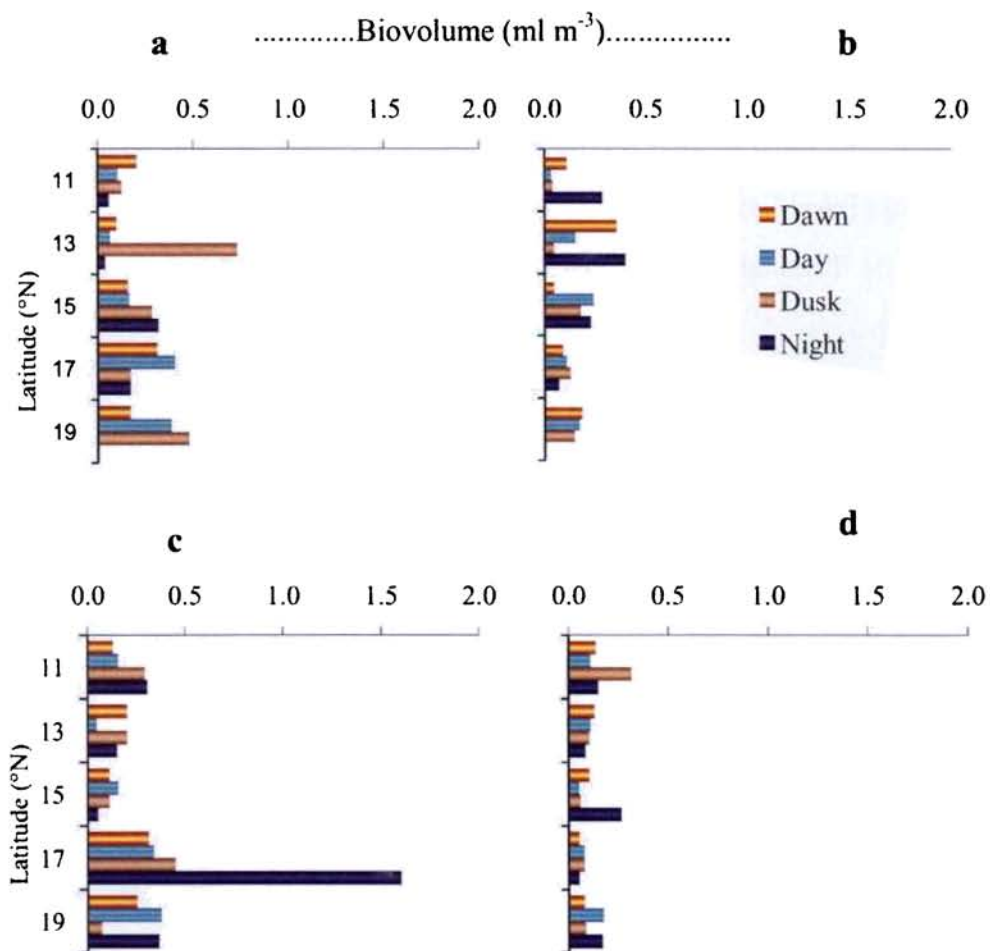 ............Biovolume (ml m⁻³)...............
a
b
0.0 0.5 1.0 1.5 2.0
0.0 0.5 1.0 1.5 2.0
Latitude (°N)
11
13
15
17
19
Dawn
Day
Dusk
Night
c
d
0.0 0.5 1.0 1.5 2.0
0.0 0.5 1.0 1.5 2.0
Latitude (°N)
11
13
15
17
19